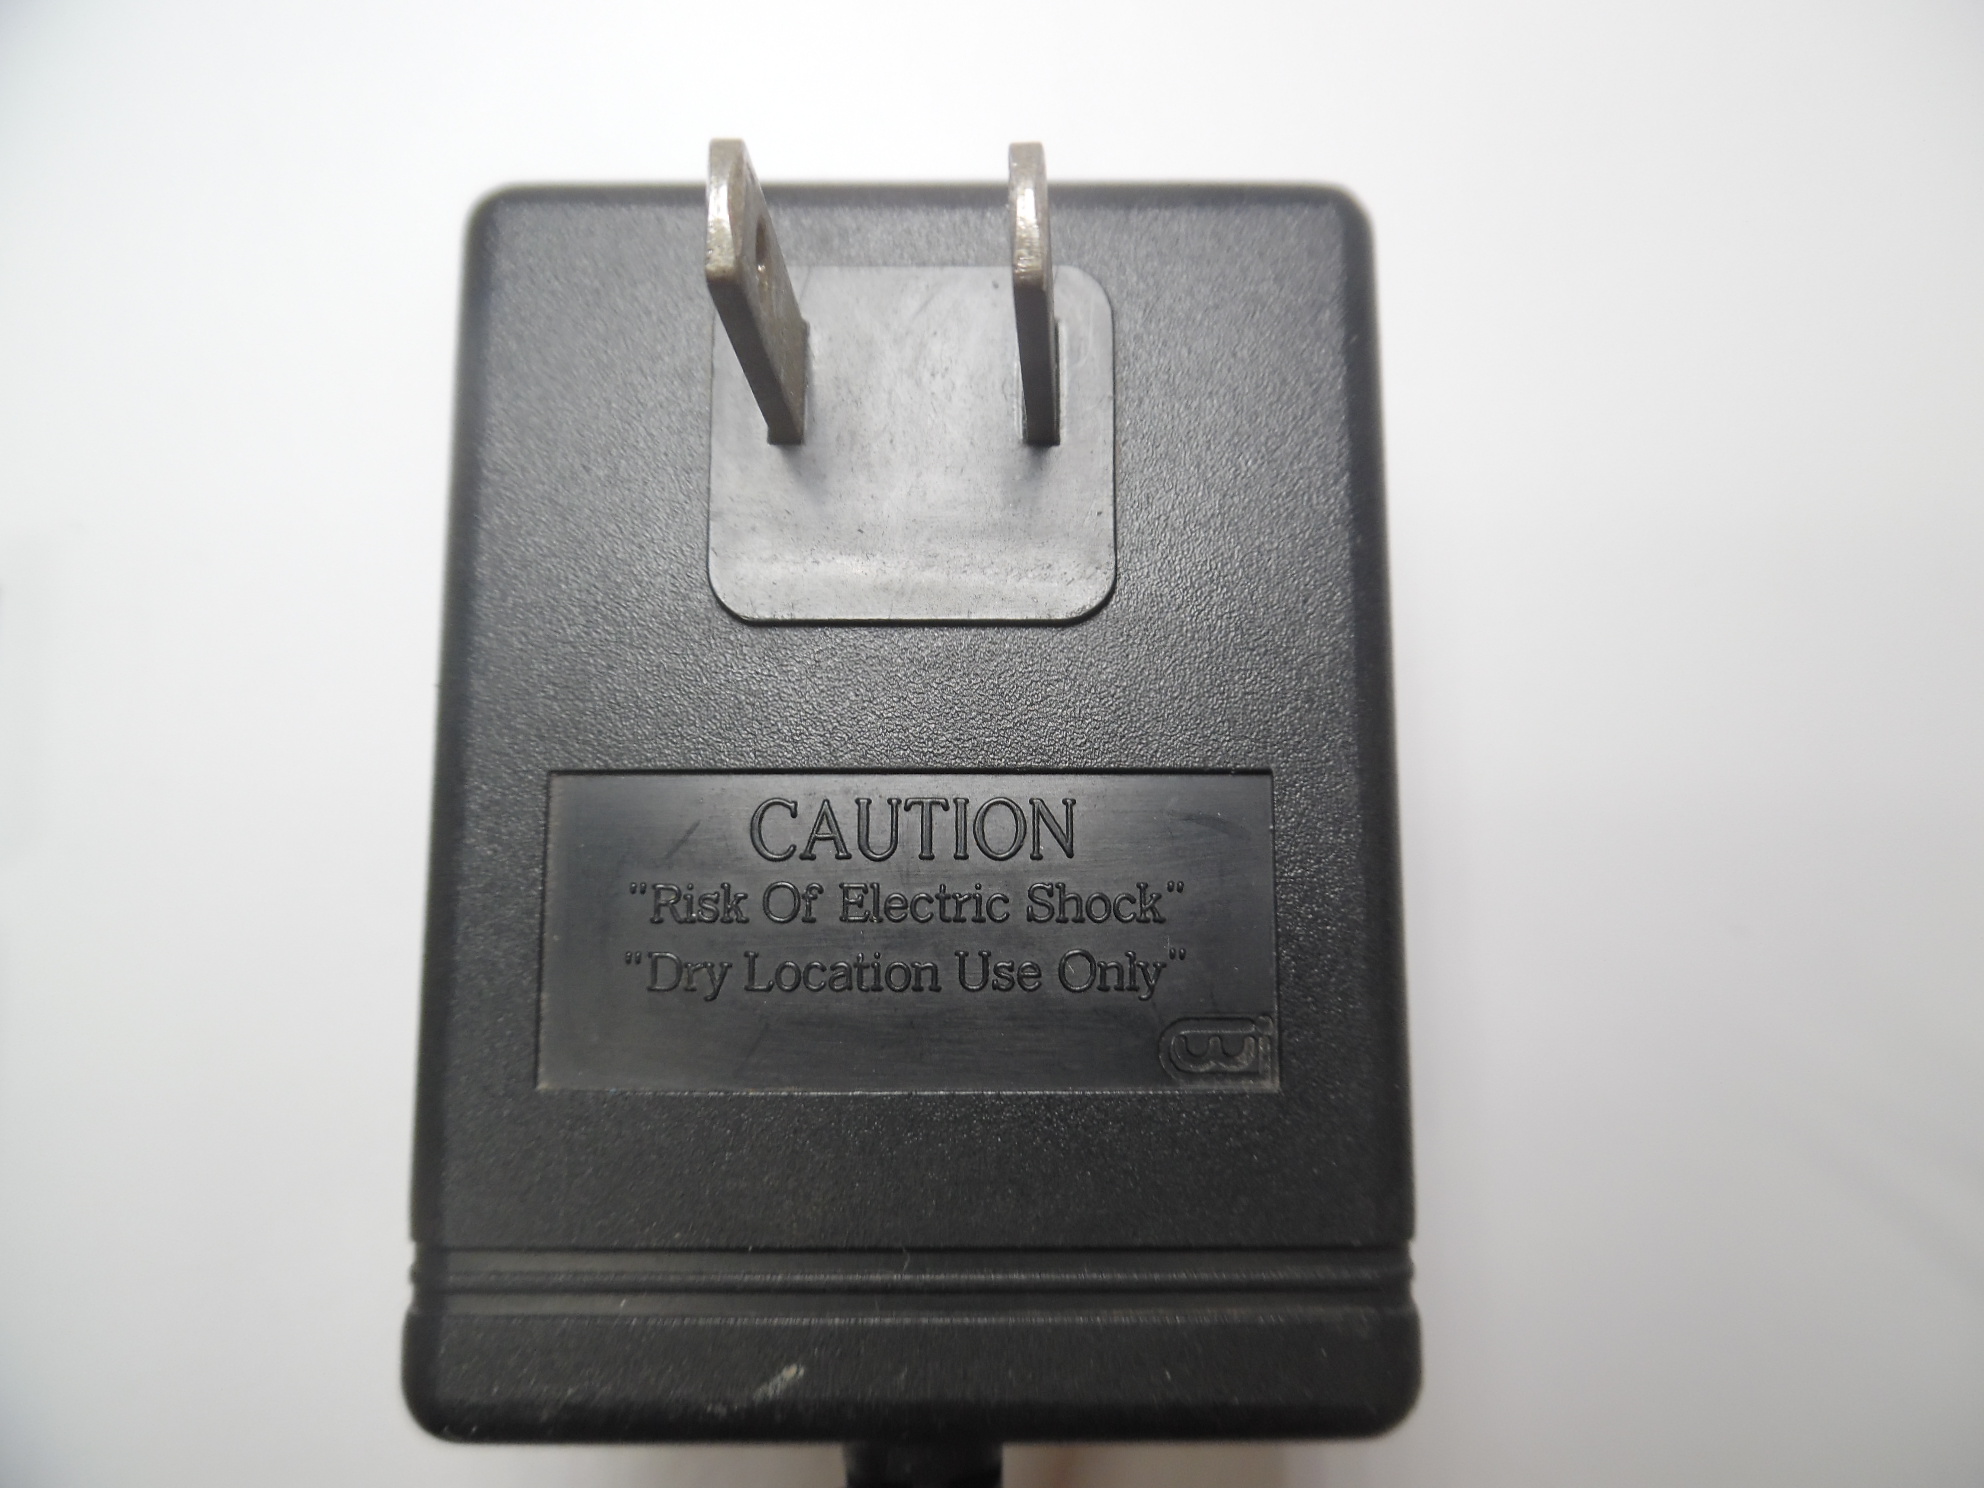 CAUTION
"Risk Of Electric Shock"
"Dry Location Use Only"